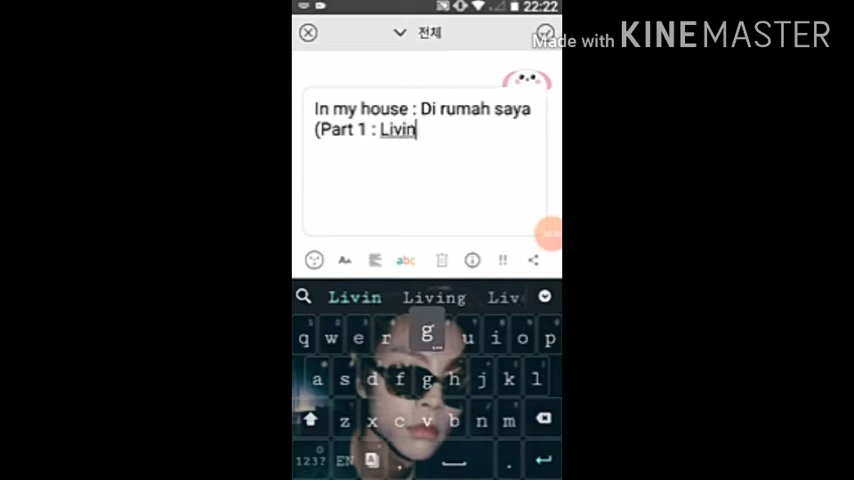 22:22
전체
Made with KINEMASTER
In my house : Di rumah saya
(Part 1 : Livin
abc
Livin Living Liv
g
q w e r u i o p
a s d f g h j k l
z x c v b n m
123? EN , .